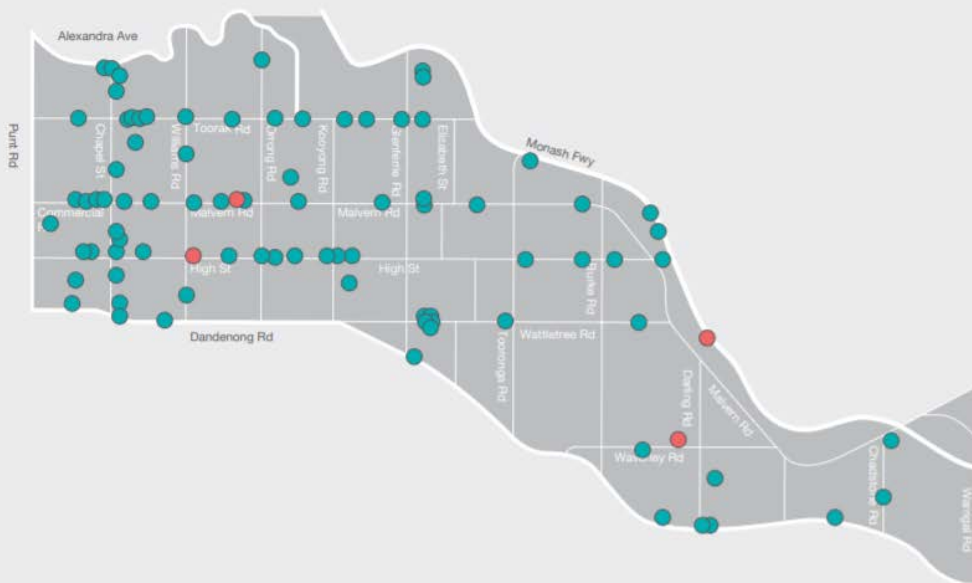 Alexandra Ave
Punt Rd
Chapel St
Williams Rd
Toorak Rd
Orrong Rd
Kooyong Rd
Glenferrie Rd
Elizabeth St
Monash Fwy
Commercial
Malvern Rd
Malvern Rd
High St
High St
Burke Rd
Dandenong Rd
Wattletree Rd
Tooronga Rd
Darling Rd
Malvern Rd
Waverley Rd
Chadstone Rd
Warrigal Rd